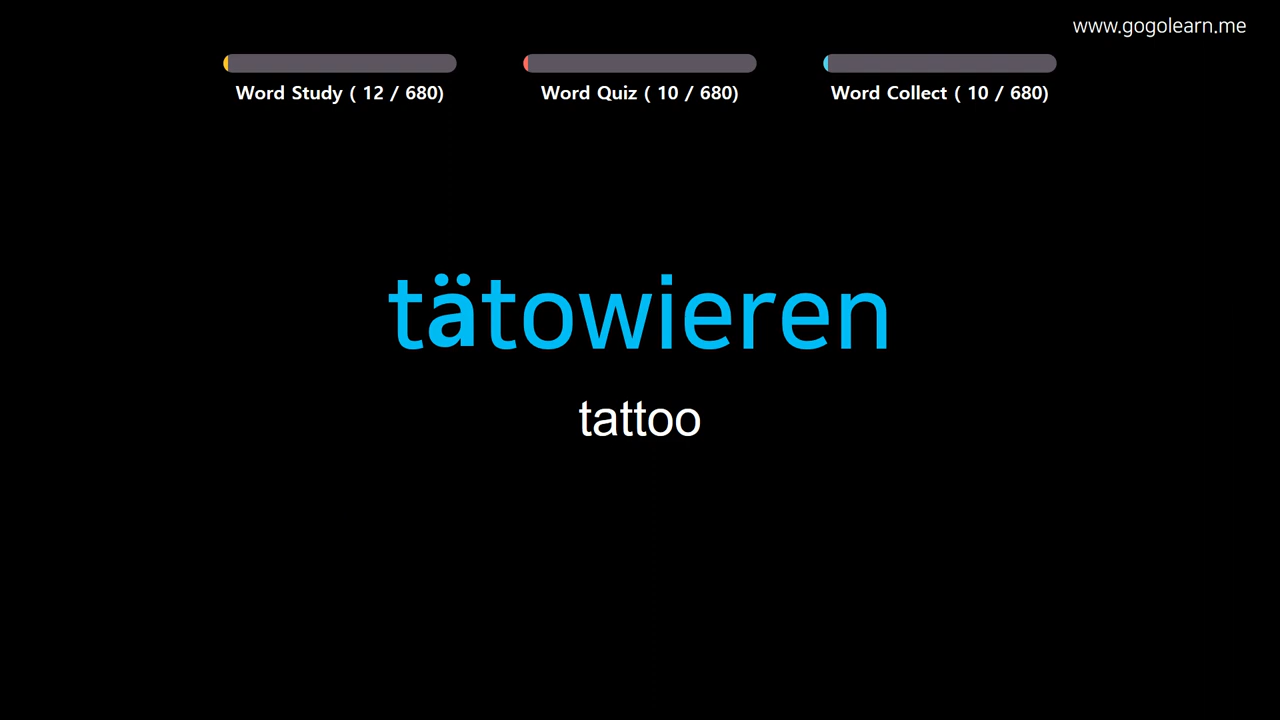 www.gogolearn.me
Word Study ( 12 / 680)
Word Quiz ( 10 / 680)
Word Collect ( 10 / 680)
tätowieren
tattoo